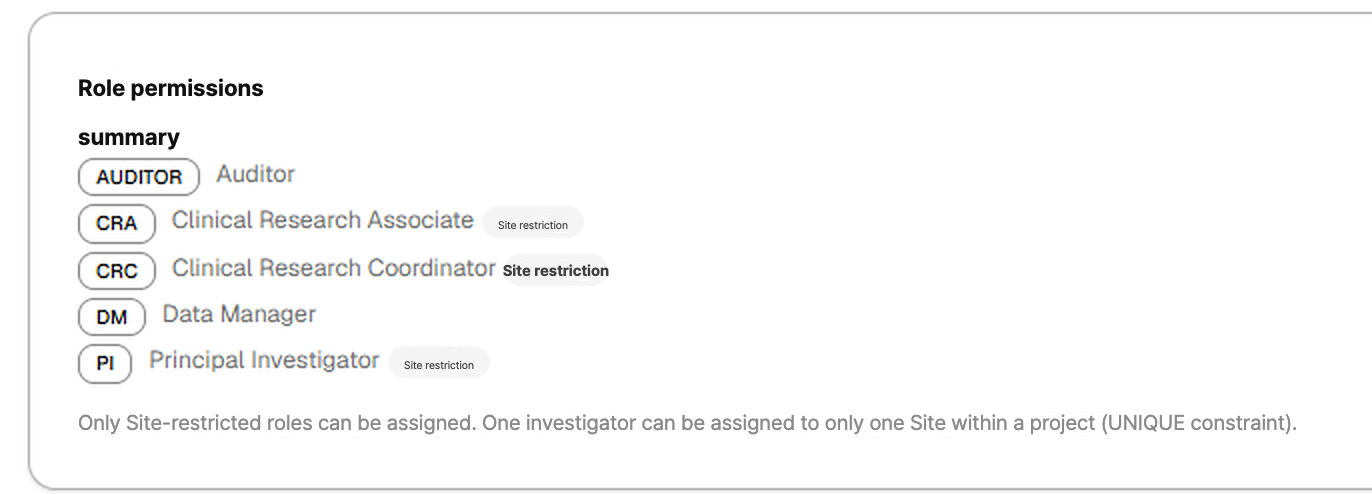 Role permissions
summary
AUDITOR Auditor
CRA Clinical Research Associate Site restriction
CRC Clinical Research Coordinator Site restriction
DM Data Manager
PI Principal Investigator Site restriction
Only Site-restricted roles can be assigned. One investigator can be assigned to only one Site within a project (UNIQUE constraint).